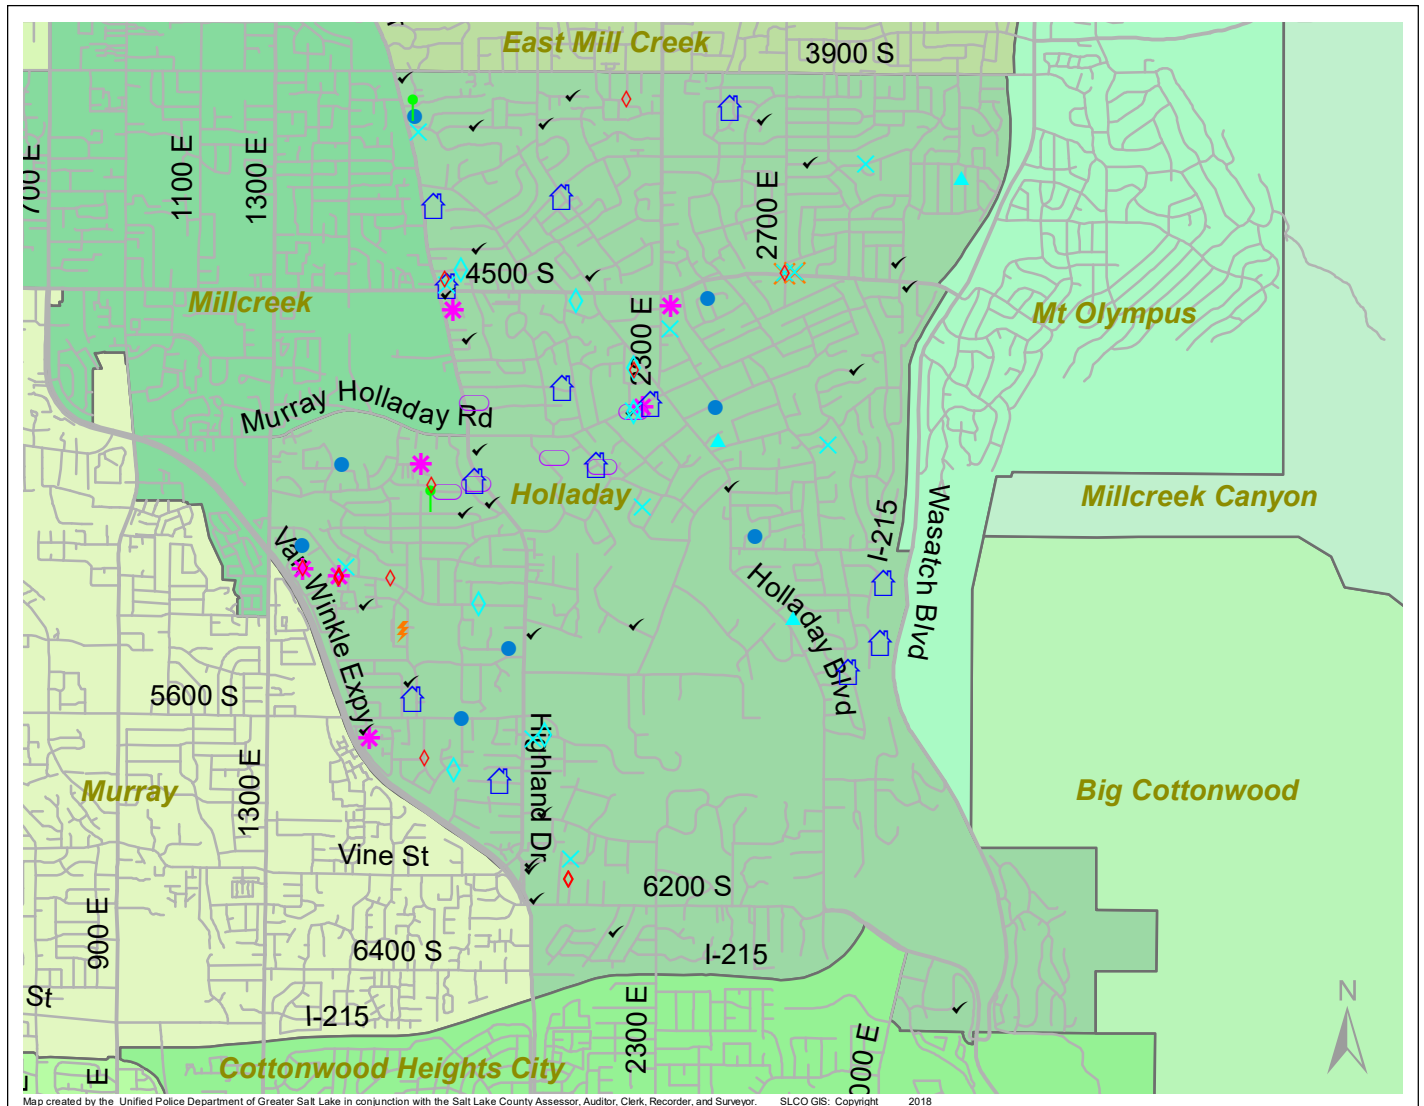 East Mill Creek
3900 S
700 E
1100 E
1300 E
2700 E
4500 S
Millcreek
Mt Olympus
2300 E
Murray Holladay Rd
Holladay
Millcreek Canyon
I-215
Wasatch Blvd
Van Winkle Expy
Holladay Blvd
5600 S
Highland Dr
Murray
1300 E
Big Cottonwood
Vine St
6200 S
900 E
6400 S
I-215
St
I-215
2300 E
000 E
N
Cottonwood Heights City
E
Map created by the Unified Police Department of Greater Salt Lake in conjunction with the Salt Lake County Assessor, Auditor, Clerk, Recorder, and Surveyor. SLCO GIS: Copyright 2018